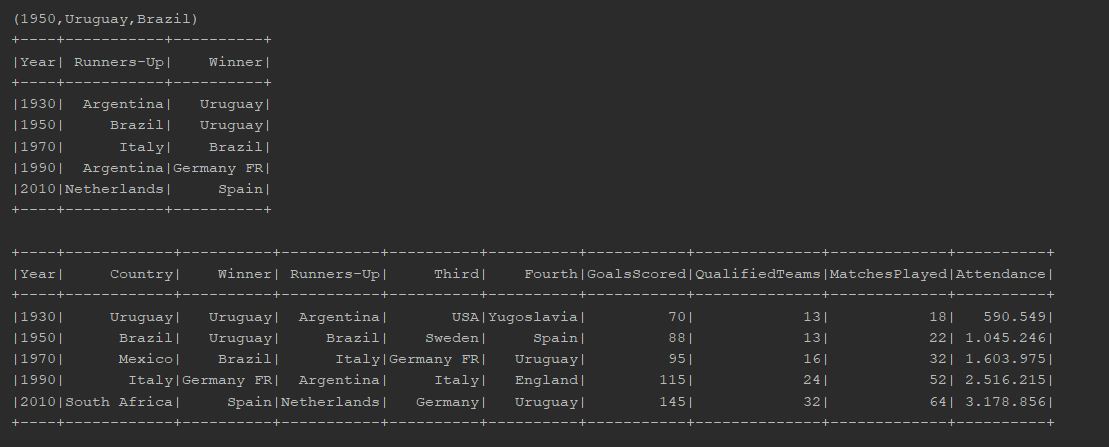 (1950,Uruguay,Brazil)
+----+-----------+----------+
|Year| Runners-Up|    Winner|
+----+-----------+----------+
|1930|  Argentina|   Uruguay|
|1950|     Brazil|   Uruguay|
|1970|      Italy|    Brazil|
|1990|  Argentina|Germany FR|
|2010|Netherlands|     Spain|
+----+-----------+----------+

+----+------------+----------+-----------+----------+----------+-----------+--------------+-------------+----------+
|Year|     Country|    Winner| Runners-Up|     Third|    Fourth|GoalsScored|QualifiedTeams|MatchesPlayed|Attendance|
+----+------------+----------+-----------+----------+----------+-----------+--------------+-------------+----------+
|1930|     Uruguay|   Uruguay|  Argentina|       USA|Yugoslavia|         70|            13|           18|   590.549|
|1950|      Brazil|   Uruguay|     Brazil|    Sweden|     Spain|         88|            13|           22| 1.045.246|
|1970|      Mexico|    Brazil|      Italy|Germany FR|   Uruguay|         95|            16|           32| 1.603.975|
|1990|       Italy|Germany FR|  Argentina|     Italy|   England|        115|            24|           52| 2.516.215|
|2010|South Africa|     Spain|Netherlands|   Germany|   Uruguay|        145|            32|           64| 3.178.856|
+----+------------+----------+-----------+----------+----------+-----------+--------------+-------------+----------+